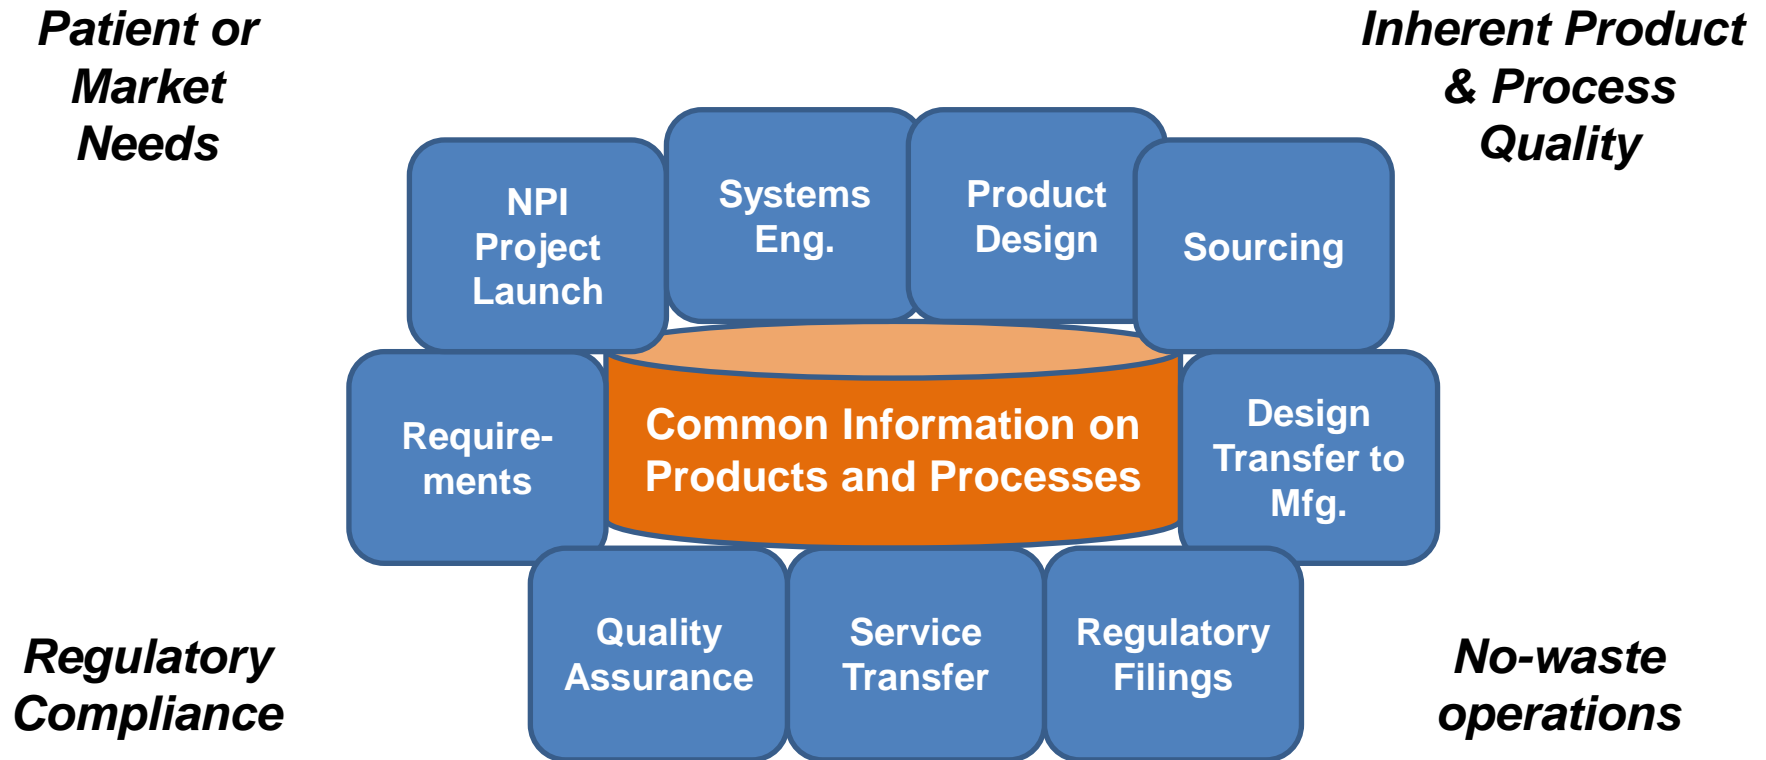 Patient or
Market
Needs
Inherent Product
& Process
Quality
NPI
Project
Launch
Systems
Eng.
Product
Design
Sourcing
Require-
ments
Common Information on
Products and Processes
Design
Transfer to
Mfg.
Quality
Assurance
Service
Transfer
Regulatory
Filings
Regulatory
Compliance
No-waste
operations